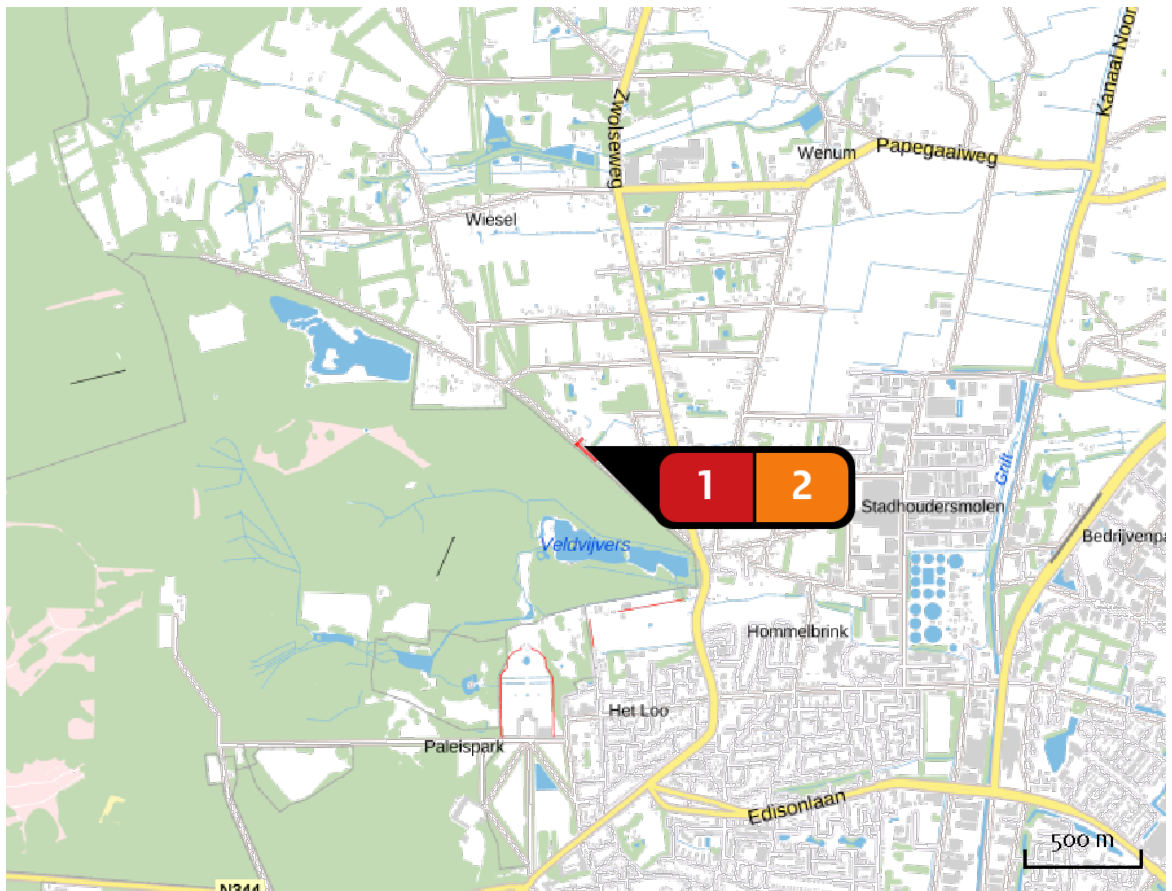 Kanaal Noor
Zwolseweg
Wenum
Papegaaiweg
Wiesel
1
2
Grift
Stadhoudersmolen
Bedrijvenpa
Veldvijvers
Hommelbrink
Het Loo
Paleispark
Edisonlaan
500 m
N344